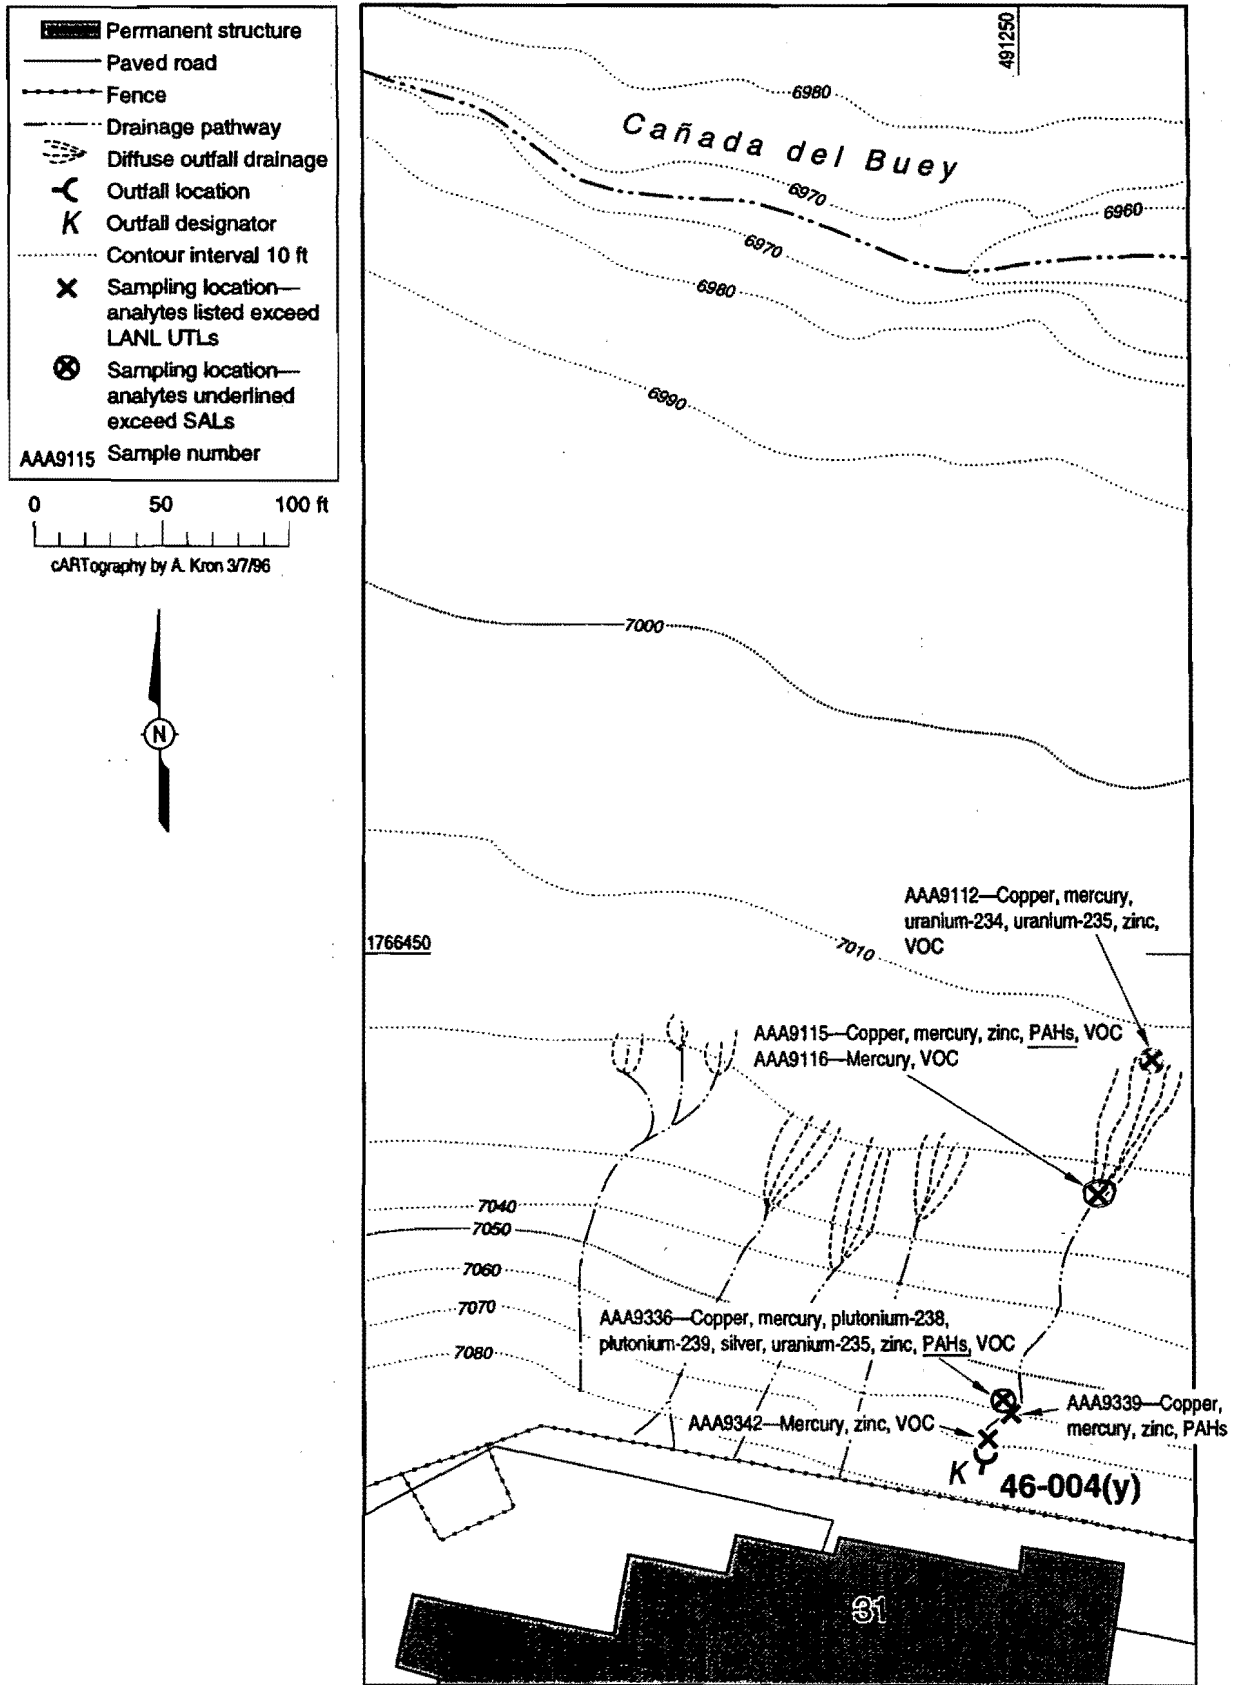 Permanent structure
Paved road
Fence
Drainage pathway
Diffuse outfall drainage
Outfall location
K Outfall designator
Contour interval 10 ft
Sampling location—
analytes listed exceed
LANL UTLs
Sampling location—
analytes underlined
exceed SALs
AAA9115 Sample number
0 50 100 ft
cARTography by A. Kron 3/7/96
N
491250
6980
Cañada del Buey
6970
6960
6970
6980
6990
7000
7010
1766450
AAA9112—Copper, mercury,
uranium-234, uranium-235, zinc,
VOC
AAA9115—Copper, mercury, zinc, PAHs, VOC
AAA9116—Mercury, VOC
7040
7050
7060
7070
7080
AAA9336—Copper, mercury, plutonium-238,
plutonium-239, silver, uranium-235, zinc, PAHs, VOC
AAA9339—Copper,
mercury, zinc, PAHs
AAA9342—Mercury, zinc, VOC
K
46-004(y)
31